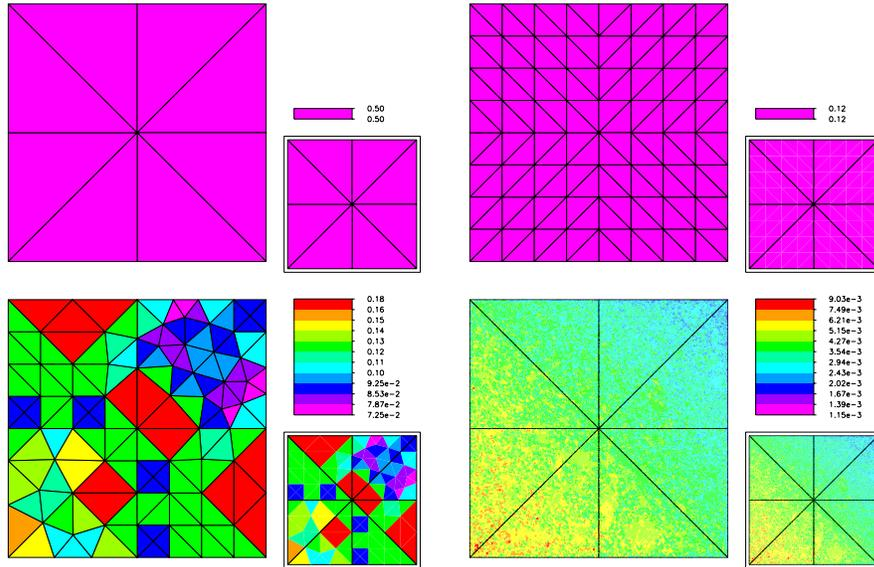 0.50
0.50
0.12
0.12
0.18
0.16
0.15
0.14
0.13
0.12
0.11
0.10
9.25e-2
8.53e-2
7.87e-2
7.25e-2
9.03e-3
7.49e-3
6.21e-3
5.15e-3
4.27e-3
3.54e-3
2.94e-3
2.43e-3
2.02e-3
1.67e-3
1.39e-3
1.15e-3